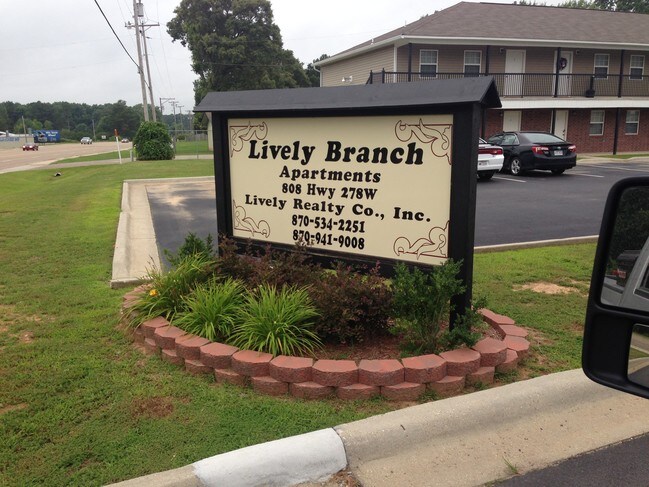 Lively Branch
Apartments
808 Hwy 278W
Lively Realty Co., Inc.
870-534-2251
870-941-9008